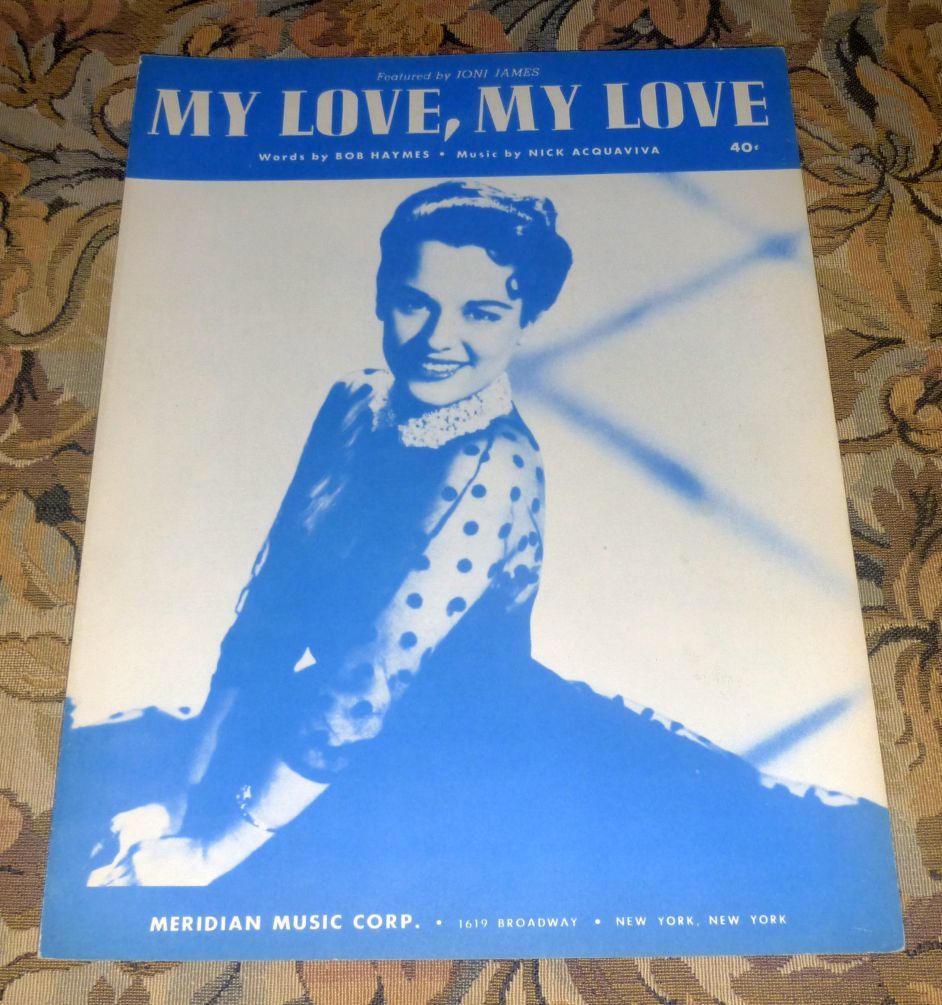 Featured by JONI JAMES
MY LOVE, MY LOVE
Words by BOB HAYMES • Music by NICK ACQUAVIVA 40¢
MERIDIAN MUSIC CORP. • 1619 BROADWAY • NEW YORK, NEW YORK